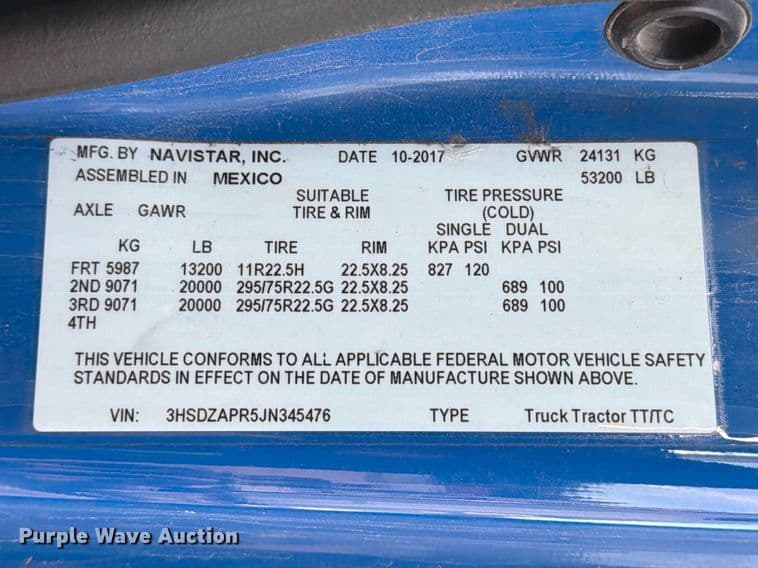 MFG. BY NAVISTAR, INC. DATE 10-2017 GVWR 24131 KG
ASSEMBLED IN MEXICO 53200 LB
SUITABLE TIRE PRESSURE
AXLE GAWR TIRE & RIM (COLD)
SINGLE DUAL
KG LB TIRE RIM KPA PSI KPA PSI
FRT 5987 13200 11R22.5H 22.5X8.25 827 120
2ND 9071 20000 295/75R22.5G 22.5X8.25 689 100
3RD 9071 20000 295/75R22.5G 22.5X8.25 689 100
4TH
THIS VEHICLE CONFORMS TO ALL APPLICABLE FEDERAL MOTOR VEHICLE SAFETY
STANDARDS IN EFFECT ON THE DATE OF MANUFACTURE SHOWN ABOVE.
VIN: 3HSDZAPR5JN345476 TYPE Truck Tractor TT/TC
Purple Wave Auction